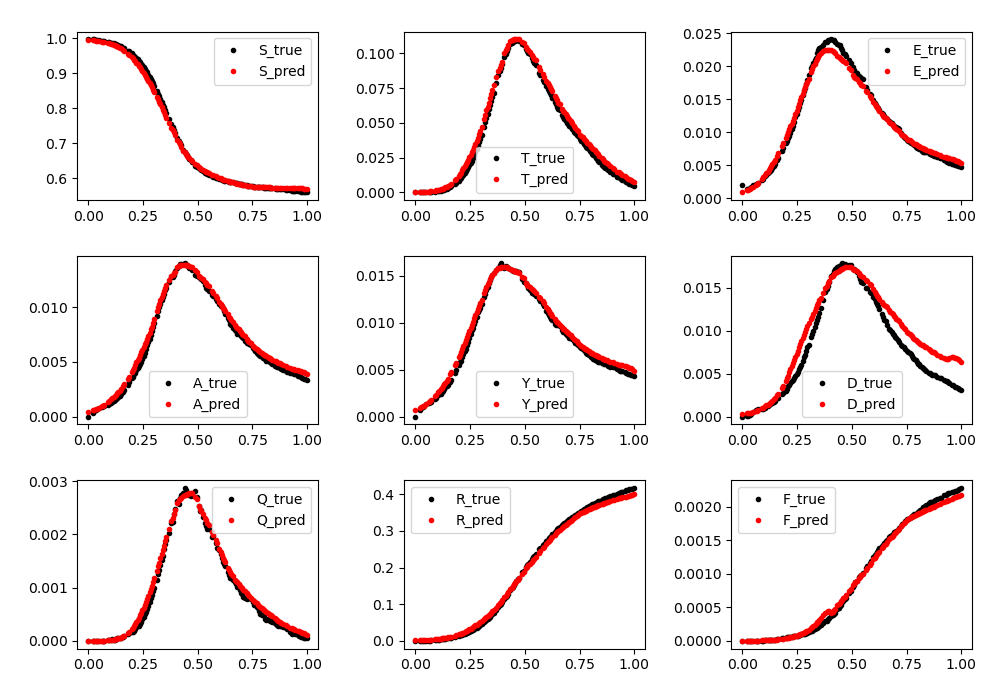 1.0
0.9
0.8
0.7
0.6
0.00 0.25 0.50 0.75 1.00
S_true
S_pred
0.100
0.075
0.050
0.025
0.000
0.00 0.25 0.50 0.75 1.00
T_true
T_pred
0.025
0.020
0.015
0.010
0.005
0.000
0.00 0.25 0.50 0.75 1.00
E_true
E_pred
0.010
0.005
0.000
0.00 0.25 0.50 0.75 1.00
A_true
A_pred
0.015
0.010
0.005
0.000
0.00 0.25 0.50 0.75 1.00
Y_true
Y_pred
0.015
0.010
0.005
0.000
0.00 0.25 0.50 0.75 1.00
D_true
D_pred
0.003
0.002
0.001
0.000
0.00 0.25 0.50 0.75 1.00
Q_true
Q_pred
0.4
0.3
0.2
0.1
0.0
0.00 0.25 0.50 0.75 1.00
R_true
R_pred
0.0020
0.0015
0.0010
0.0005
0.0000
0.00 0.25 0.50 0.75 1.00
F_true
F_pred